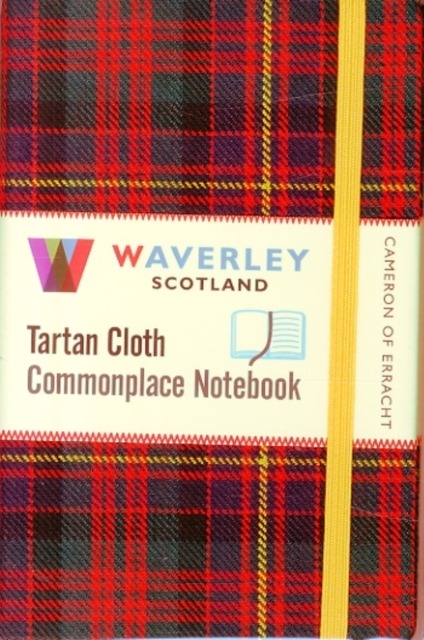 WAVERLEY
SCOTLAND
Tartan Cloth
Commonplace Notebook
CAMERON OF ERRACHT